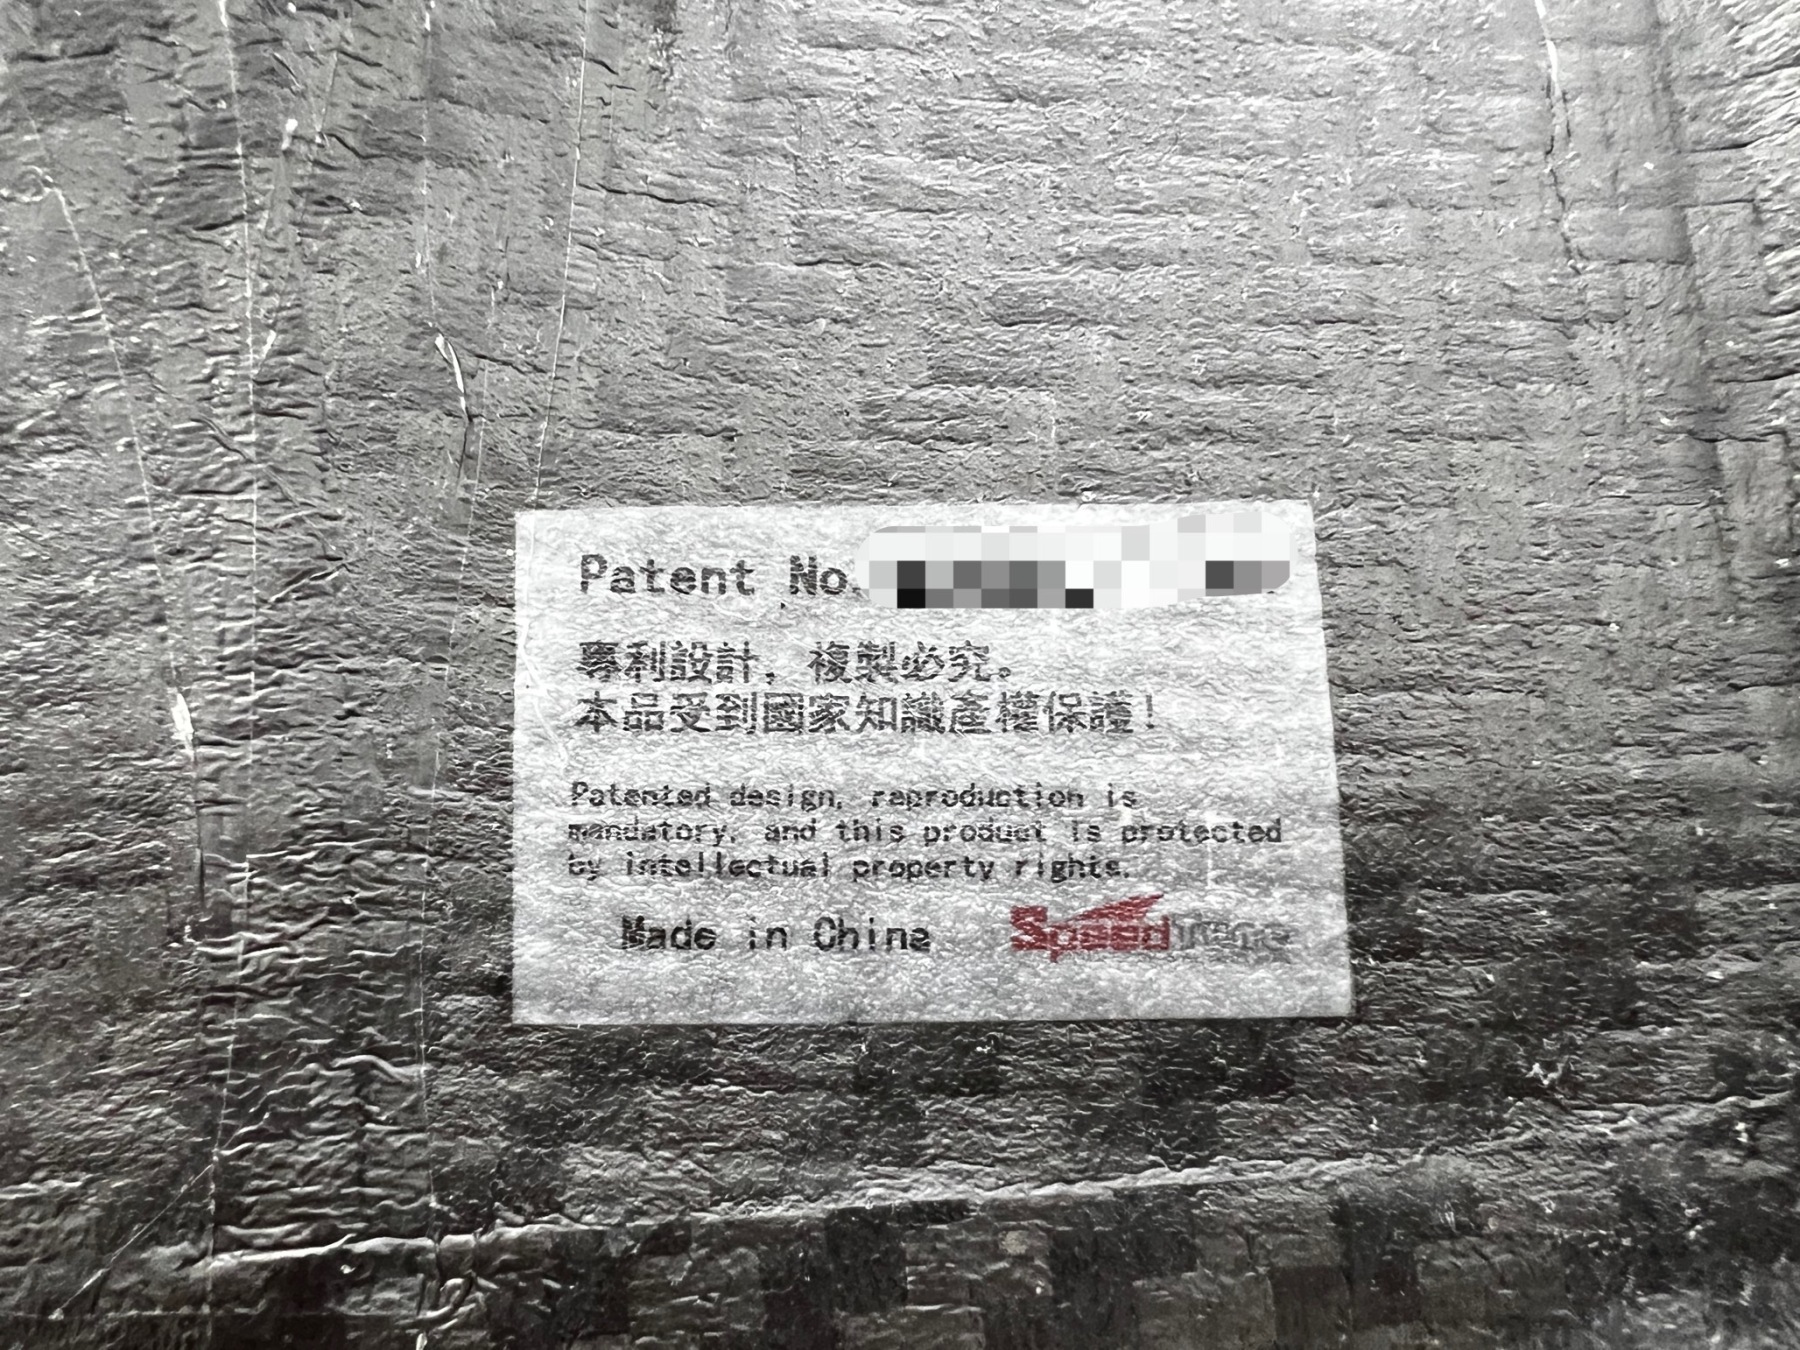 Patent No.
專利設計，複製必究。
本品受到國家知識產權保護！
Patented design, reproduction is
mandatory, and this product is protected
by intellectual property rights.
Made in China
Speed